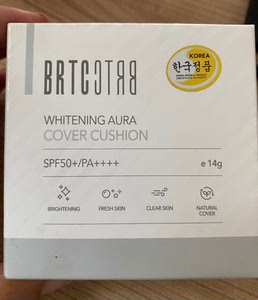 BRTC BRTC
KOREA
한국정품
WHITENING AURA
COVER CUSHION
SPF50+/PA++++
e 14g
BRIGHTENING
FRESH SKIN
CLEAR SKIN
NATURAL
COVER